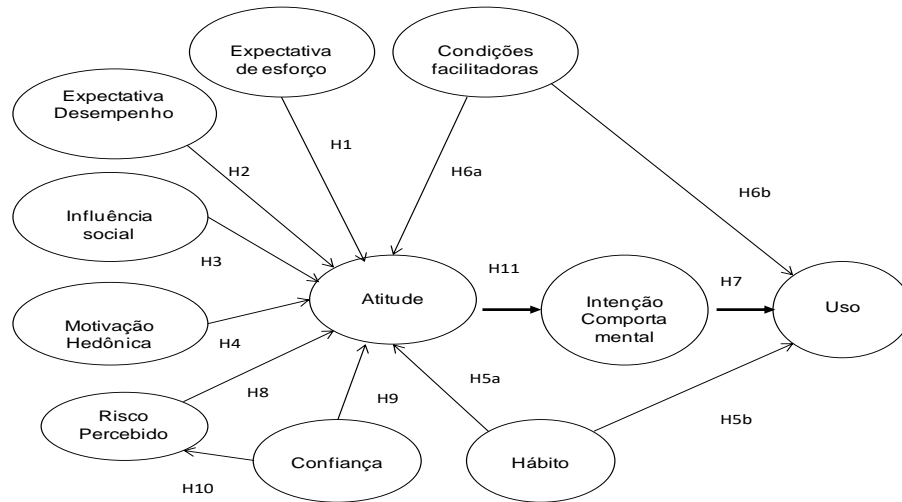 Expectativa
de esforço
Condições
facilitadoras
Expectativa
Desempenho
H1
H2
H6a
H6b
Influência
social
H3
H11
H7
Atitude
Intenção
Comporta
mental
Uso
Motivação
Hedônica
H4
H8
H9
H5a
H5b
Risco
Percebido
Confiança
Hábito
H10